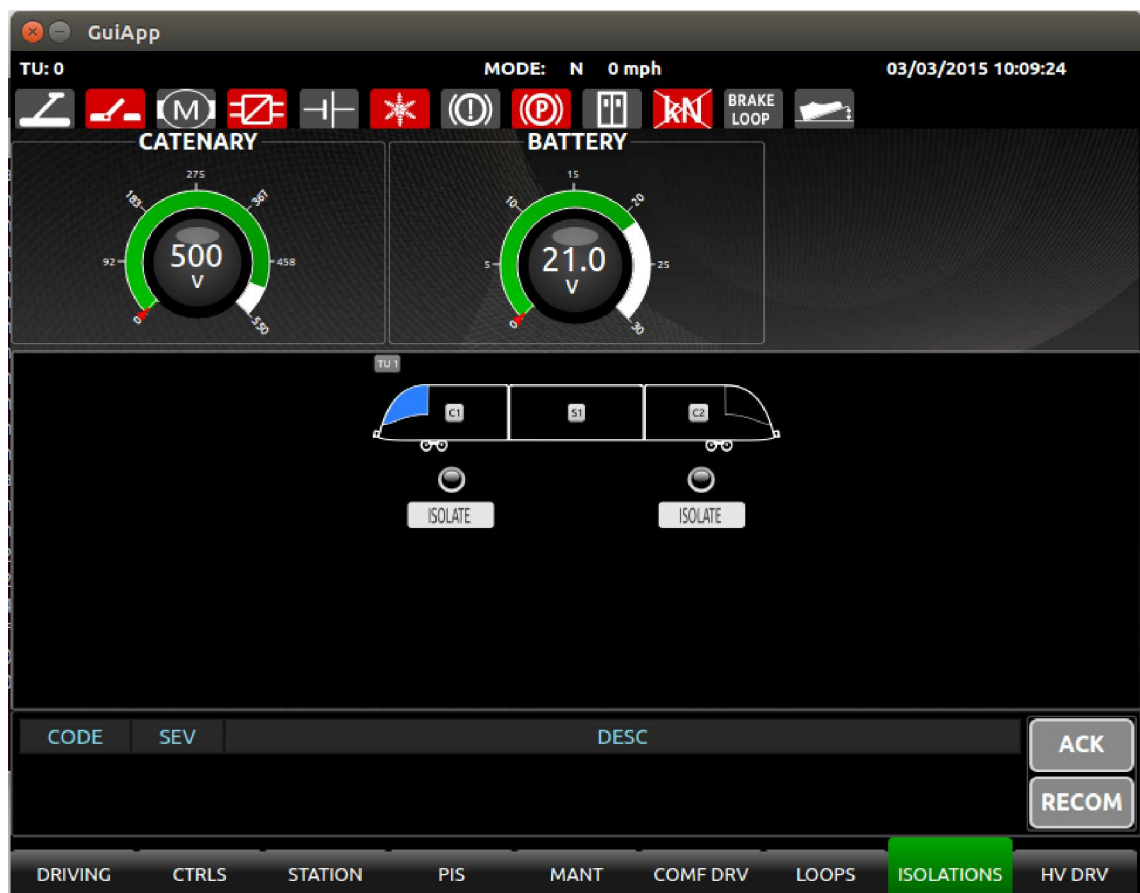 GuiApp
TU: 0 MODE: N 0 mph 03/03/2015 10:09:24
M (!) (P) kN BRAKE LOOP
CATENARY BATTERY
275 15
183 367 10 20
92 500 458 5 21.0 25
V V
0 550 0 30
TU 1
C1 S1 C2
ISOLATE ISOLATE
CODE SEV DESC ACK
RECOM
DRIVING CTRLS STATION PIS MANT COMF DRV LOOPS ISOLATIONS HV DRV